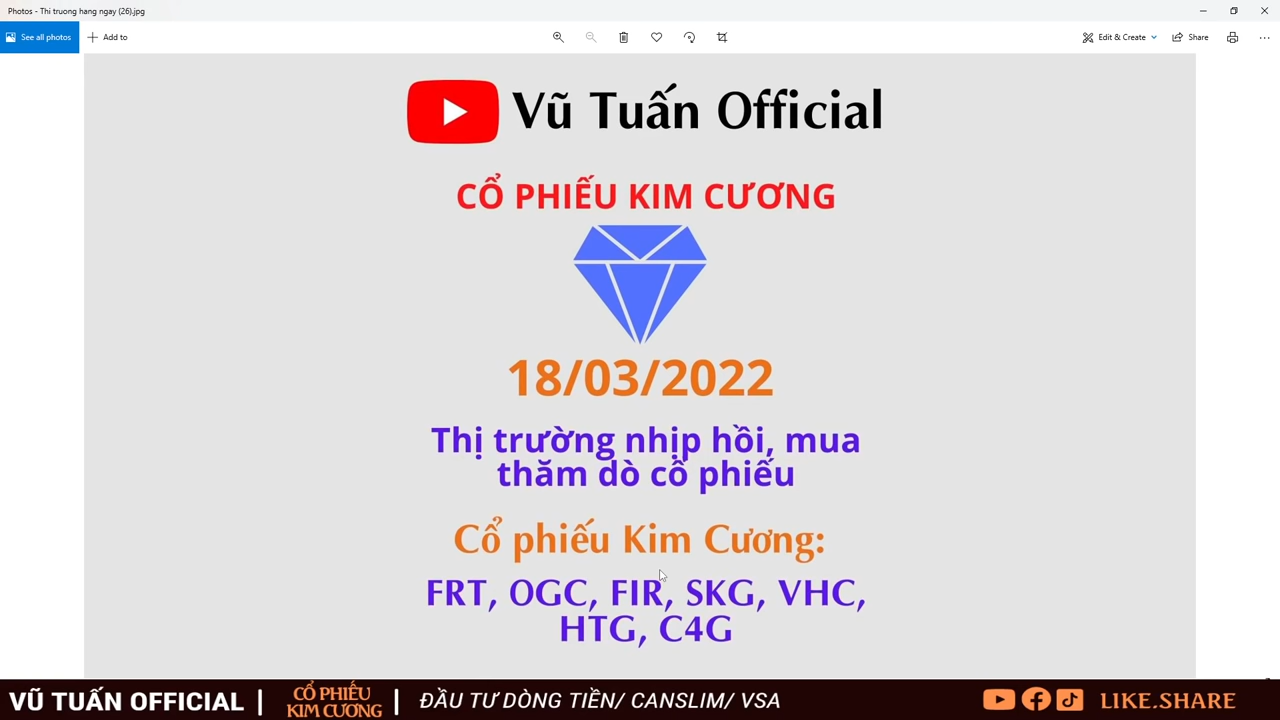 Photos - Thi truong hang ngay (26).jpg
See all photos
Add to
Edit & Create
Share
Vũ Tuấn Official
CỔ PHIẾU KIM CƯƠNG
18/03/2022
Thị trường nhịp hồi, mua
thăm dò cổ phiếu
Cổ phiếu Kim Cương:
FRT, OGC, FIR, SKG, VHC,
HTG, C4G
VŨ TUẤN OFFICIAL | CỔ PHIẾU KIM CƯƠNG | ĐẦU TƯ DÒNG TIỀN/ CANSLIM/ VSA LIKE.SHARE